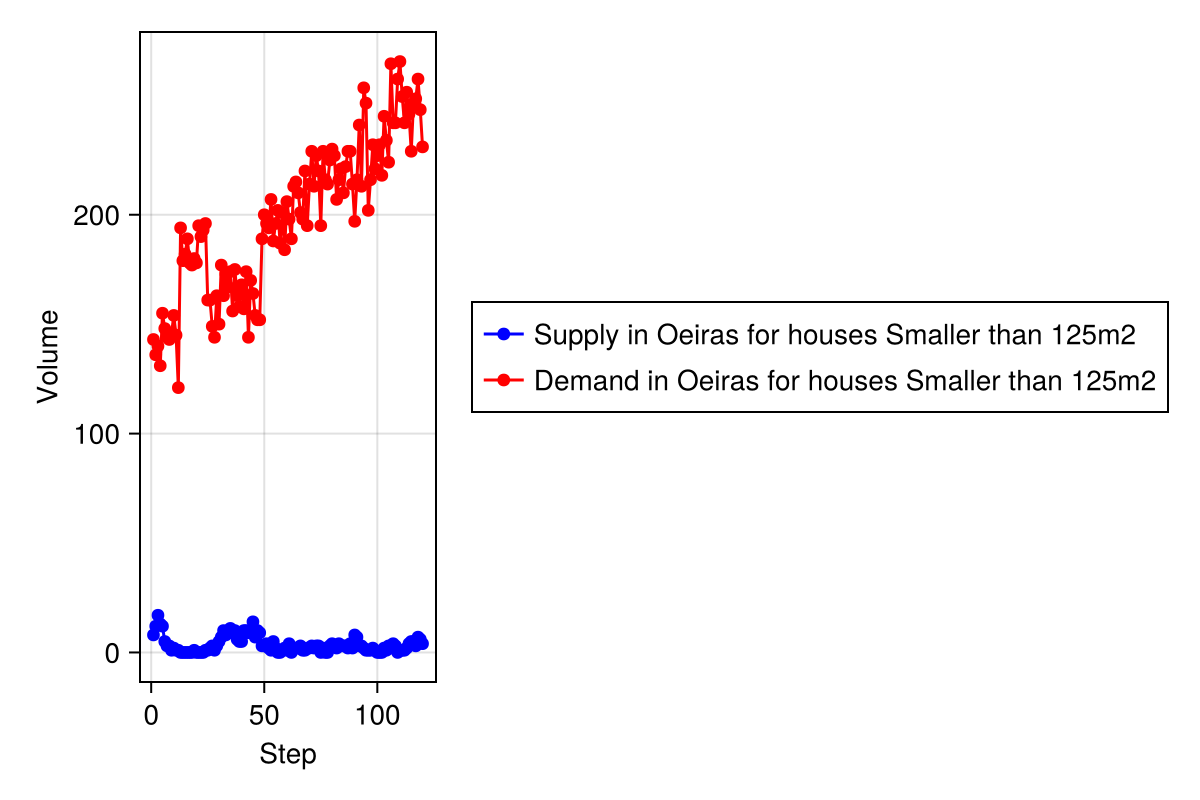 200
100
0
Volume
0 50 100
Step
Supply in Oeiras for houses Smaller than 125m2
Demand in Oeiras for houses Smaller than 125m2